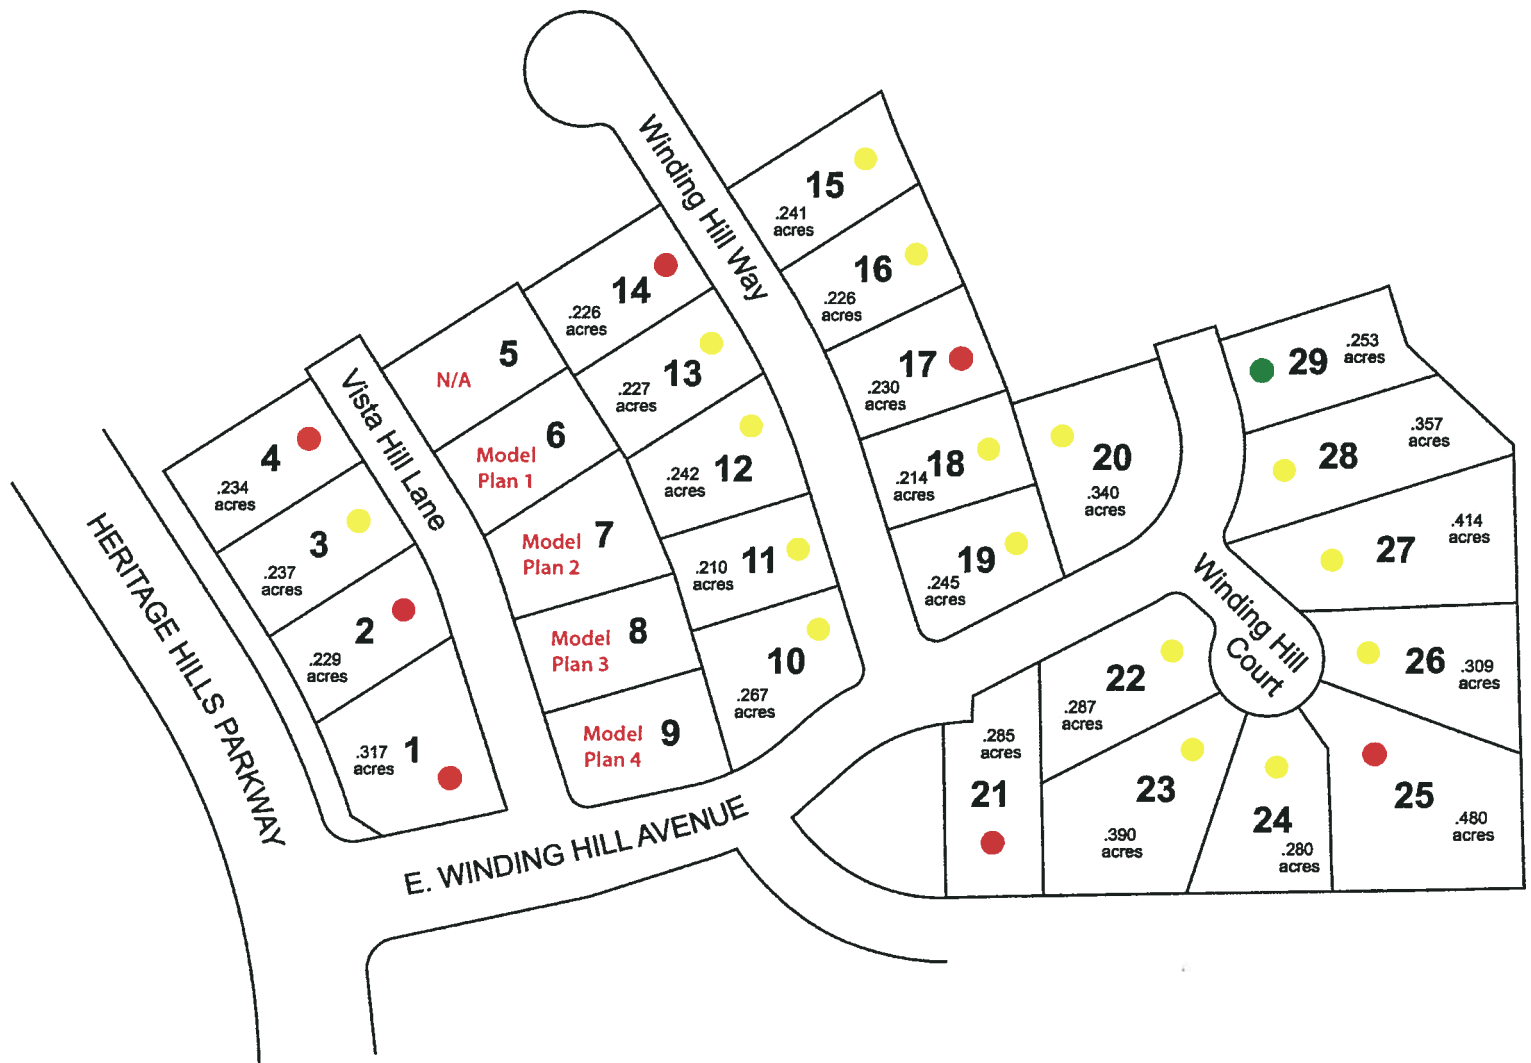 HERITAGE HILLS PARKWAY
Vista Hill Lane
Winding Hill Way
E. WINDING HILL AVENUE
Winding Hill
Court
1
.317
acres
2
.229
acres
3
.237
acres
4
.234
acres
5
N/A
6
Model
Plan 1
7
Model
Plan 2
8
Model
Plan 3
9
Model
Plan 4
10
.267
acres
11
.210
acres
12
.242
acres
13
.227
acres
14
.226
acres
15
.241
acres
16
.226
acres
17
.230
acres
18
.214
acres
19
.245
acres
20
.340
acres
.285
acres
21
22
.287
acres
23
.390
acres
24
.280
acres
25
.480
acres
26
.309
acres
27
.414
acres
28
.357
acres
29
.253
acres